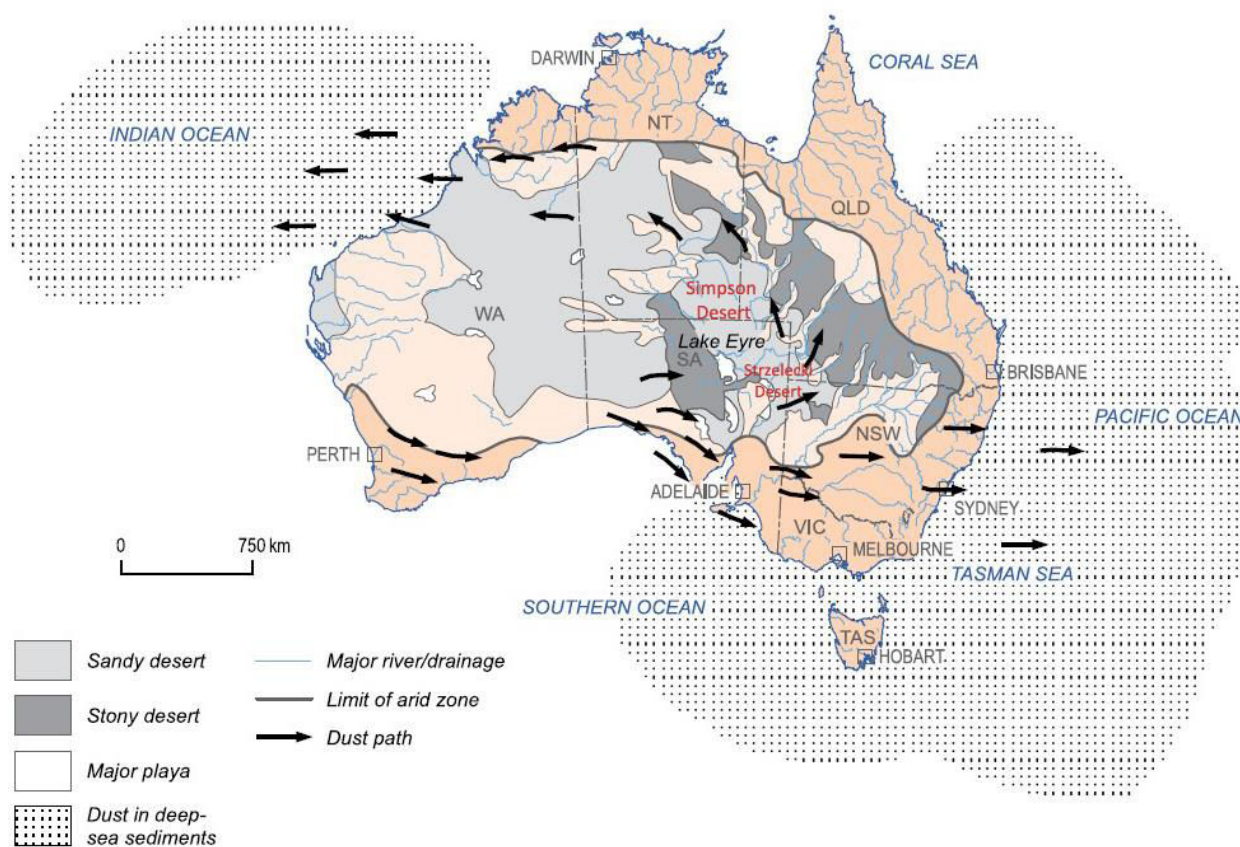 DARWIN
CORAL SEA
INDIAN OCEAN
NT
QLD
Simpson
Desert
WA
Lake Eyre
SA
Strzelecki
Desert
BRISBANE
PACIFIC OCEAN
NSW
PERTH
ADELAIDE
SYDNEY
VIC
0 750 km
MELBOURNE
TASMAN SEA
SOUTHERN OCEAN
TAS
HOBART
Sandy desert
Major river/drainage
Stony desert
Limit of arid zone
Major playa
Dust path
Dust in deep-
sea sediments